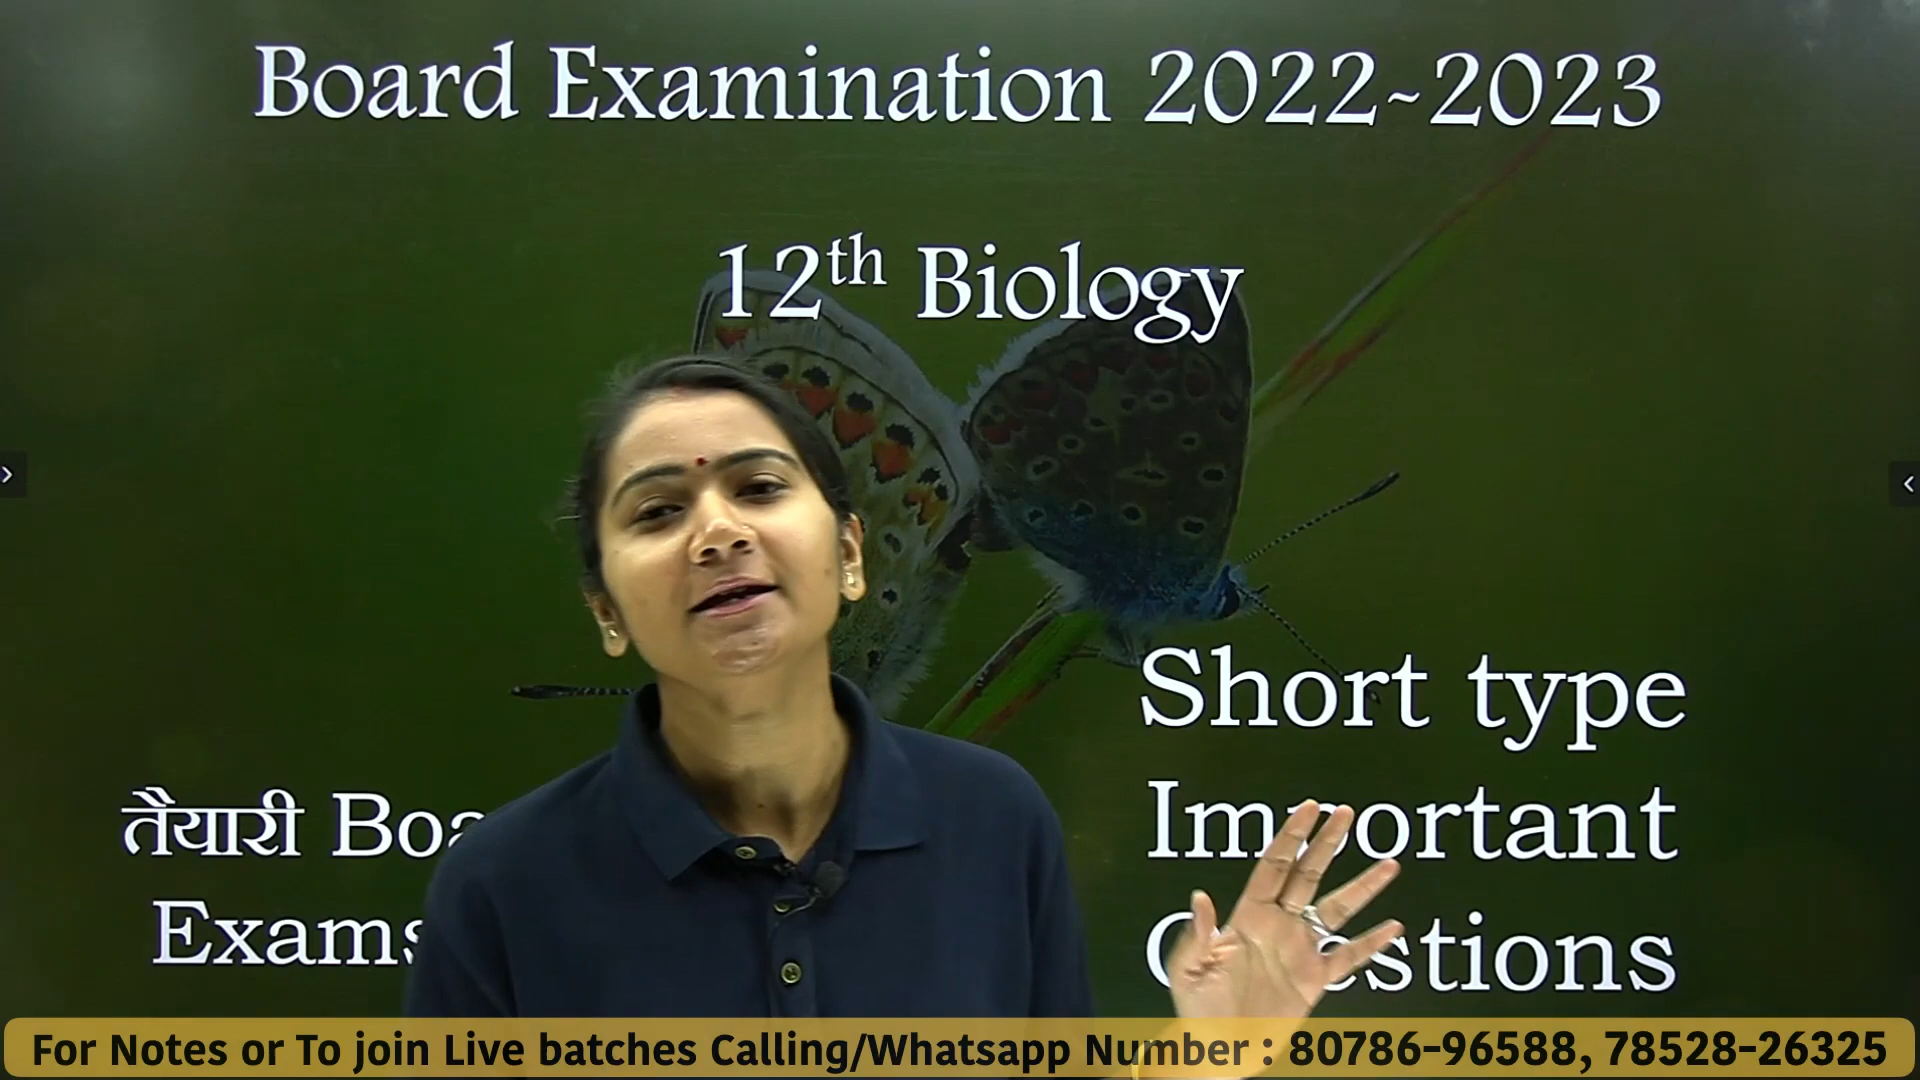 Board Examination 2022-2023
12th Biology
Short type
Important
तैयारी
Exams
For Notes or To join Live batches Calling/Whatsapp Number : 80786-96588, 78528-26325